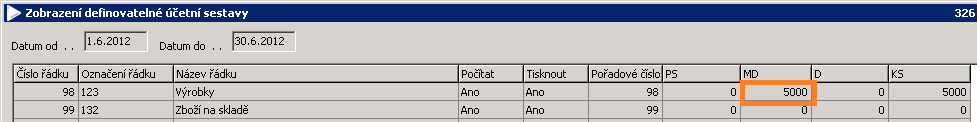 Zobrazení definovatelné účetní sestavy 326
Datum od . . 1.6.2012 Datum do . . 30.6.2012
Číslo řádku Označení řádku Název řádku Počítat Tisknout Pořadové číslo PS MD D KS
98 123 Výrobky Ano Ano 98 0 5000 0 5000
99 132 Zboží na skladě Ano Ano 99 0 0 0 0